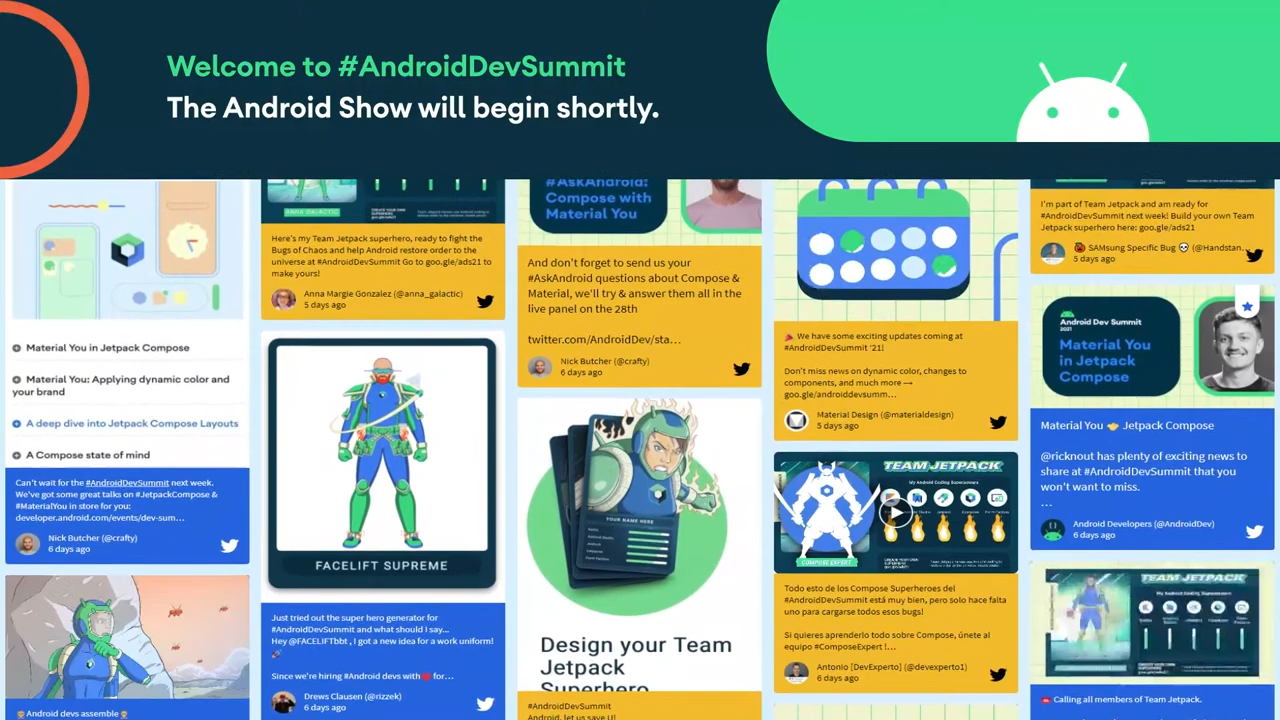 Welcome to #AndroidDevSummit
The Android Show will begin shortly.
Material You in Jetpack Compose
Material You: Applying dynamic color and
your brand
A deep dive into Jetpack Compose Layouts
A Compose state of mind
Can't wait for the #AndroidDevSummit next week.
We've got some great talks on #JetpackCompose &
#MaterialYou in store for you:
developer.android.com/events/dev-sum…
Nick Butcher (@crafty)
6 days ago
Android devs assemble
ANNA GALACTIC
Here's my Team Jetpack superhero, ready to fight the
Bugs of Chaos and help Android restore order to the
universe at #AndroidDevSummit Go to goo.gle/ads21 to
make yours!
Anna Margie Gonzalez (@anna_galactic)
5 days ago
FACELIFT SUPREME
Just tried out the super hero generator for
#AndroidDevSummit and what should I say...
Hey @FACELIFTbbt , I got a new idea for a work uniform!
🚀
Since we're hiring #Android devs with ❤️ for…
Drews Clausen (@rizzek)
6 days ago
#AskAndroid:
Compose with
Material You
And don't forget to send us your
#AskAndroid questions about Compose &
Material, we'll try & answer them all in the
live panel on the 28th
twitter.com/AndroidDev/sta…
Nick Butcher (@crafty)
6 days ago
YOUR NAME HERE
Design your Team
Jetpack
Superhero
#AndroidDevSummit
Android, let us save U!
🎉 We have some exciting updates coming at
#AndroidDevSummit '21!
Don't miss news on dynamic color, changes to
components, and much more →
goo.gle/androiddevsumm…
Material Design (@materialdesign)
5 days ago
TEAM JETPACK
My Android Coding Superpowers
COMPOSE EXPERT
Todo esto de los Compose Superheroes del
#AndroidDevSummit está muy bien, pero solo hace falta
uno para cargarse todos esos bugs!
Si quieres aprenderlo todo sobre Compose, únete al
equipo #ComposeExpert !…
Antonio [DevExperto] (@devexperto1)
6 days ago
I'm part of Team Jetpack and am ready for
#AndroidDevSummit next week! Build your own Team
Jetpack superhero here: goo.gle/ads21
SAMsung Specific Bug 💀 (@Handstan…
5 days ago
Android Dev Summit
2021
Material You
in Jetpack
Compose
Material You 🤝 Jetpack Compose
@ricknout has plenty of exciting news to
share at #AndroidDevSummit that you
won't want to miss.
…
Android Developers (@AndroidDev)
6 days ago
TEAM JETPACK
Calling all members of Team Jetpack.